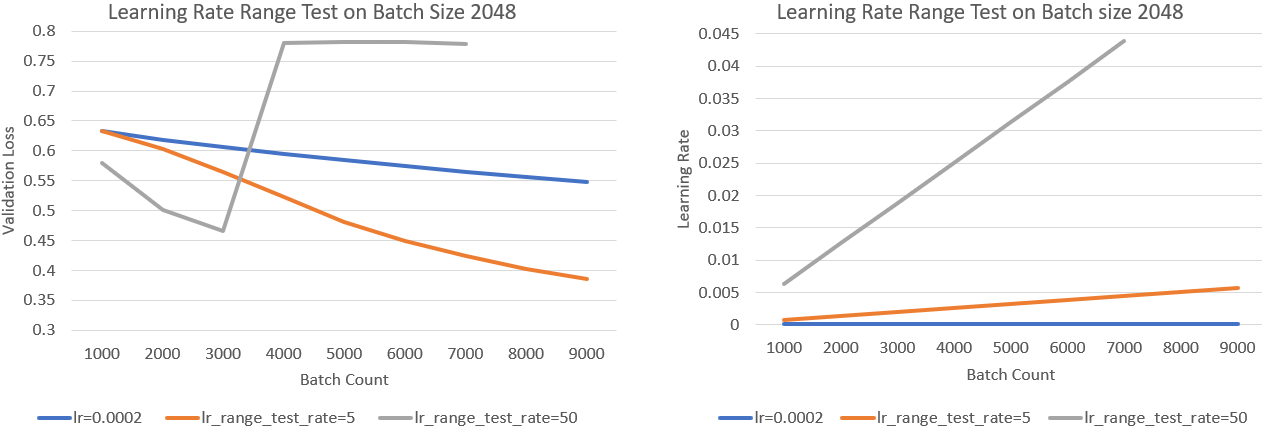 Learning Rate Range Test on Batch Size 2048
0.8
0.75
0.7
0.65
0.6
0.55
0.5
0.45
0.4
0.35
0.3
Validation Loss
1000 2000 3000 4000 5000 6000 7000 8000 9000
Batch Count
lr=0.0002 lr_range_test_rate=5 lr_range_test_rate=50
Learning Rate Range Test on Batch size 2048
0.045
0.04
0.035
0.03
0.025
0.02
0.015
0.01
0.005
0
Learning Rate
1000 2000 3000 4000 5000 6000 7000 8000 9000
Batch Count
lr=0.0002 lr_range_test_rate=5 lr_range_test_rate=50